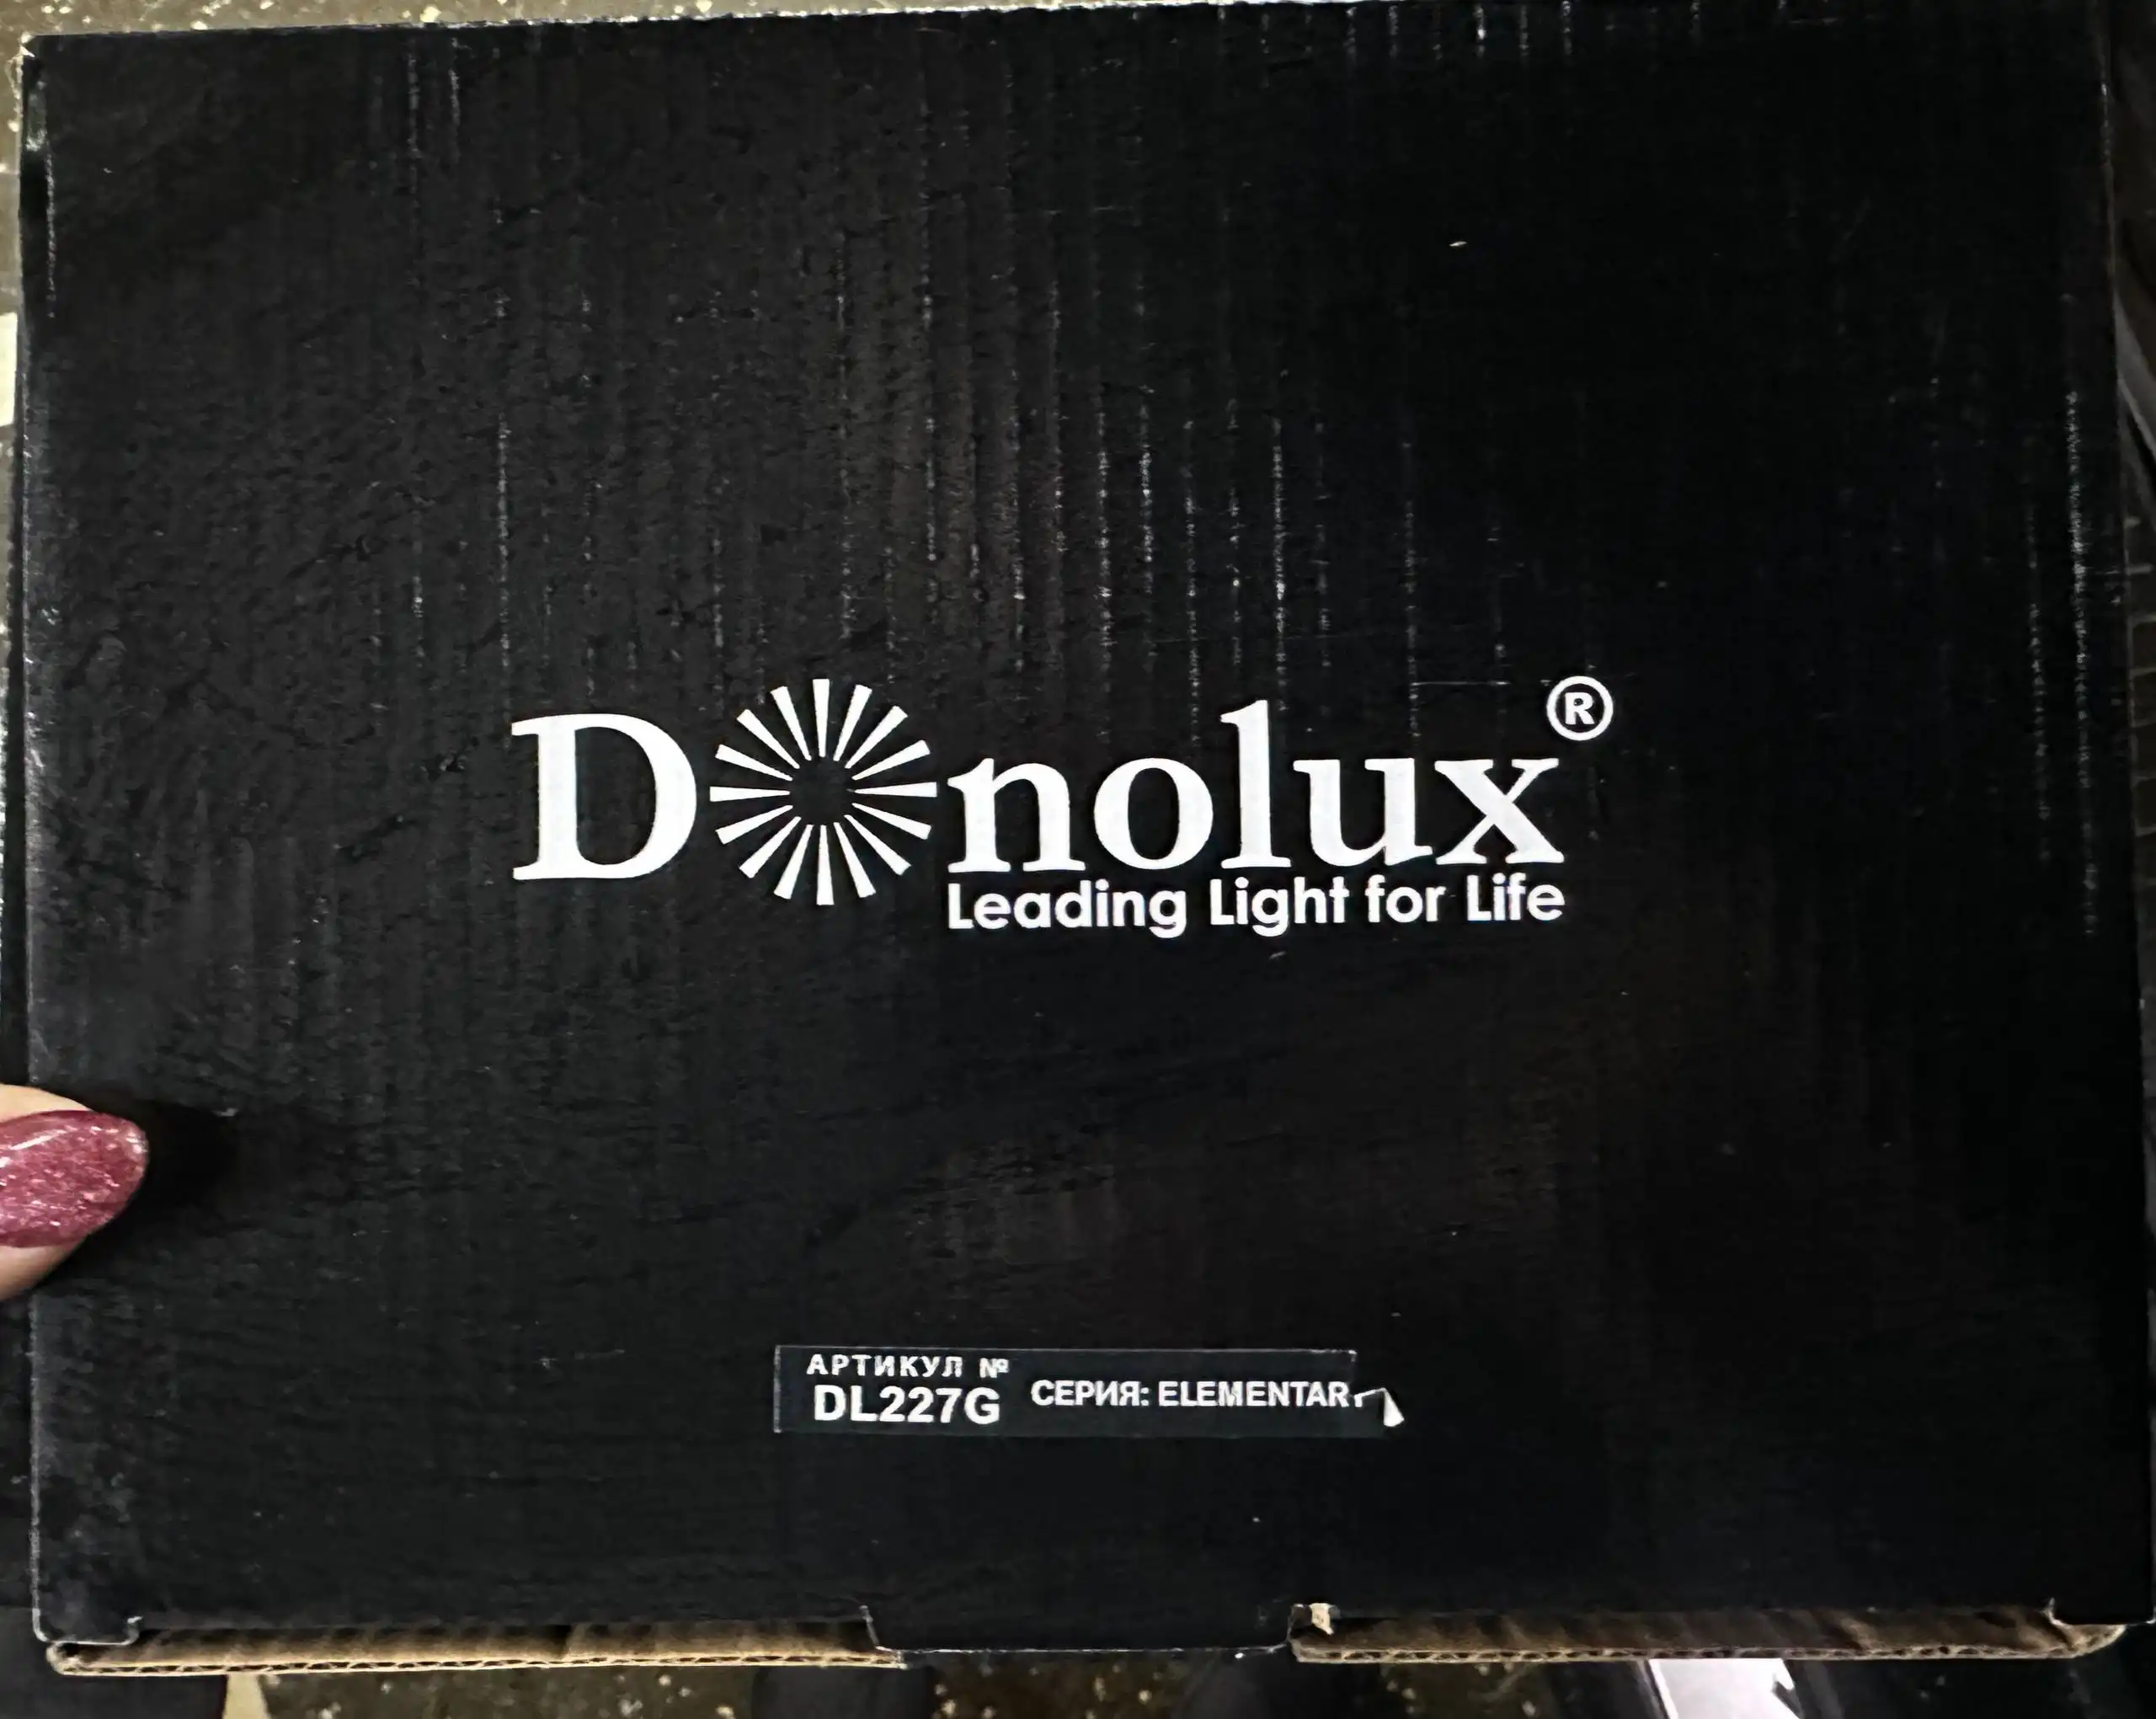 Donolux ®
Leading Light for Life
АРТИКУЛ №
DL227G СЕРИЯ: ELEMENTAR